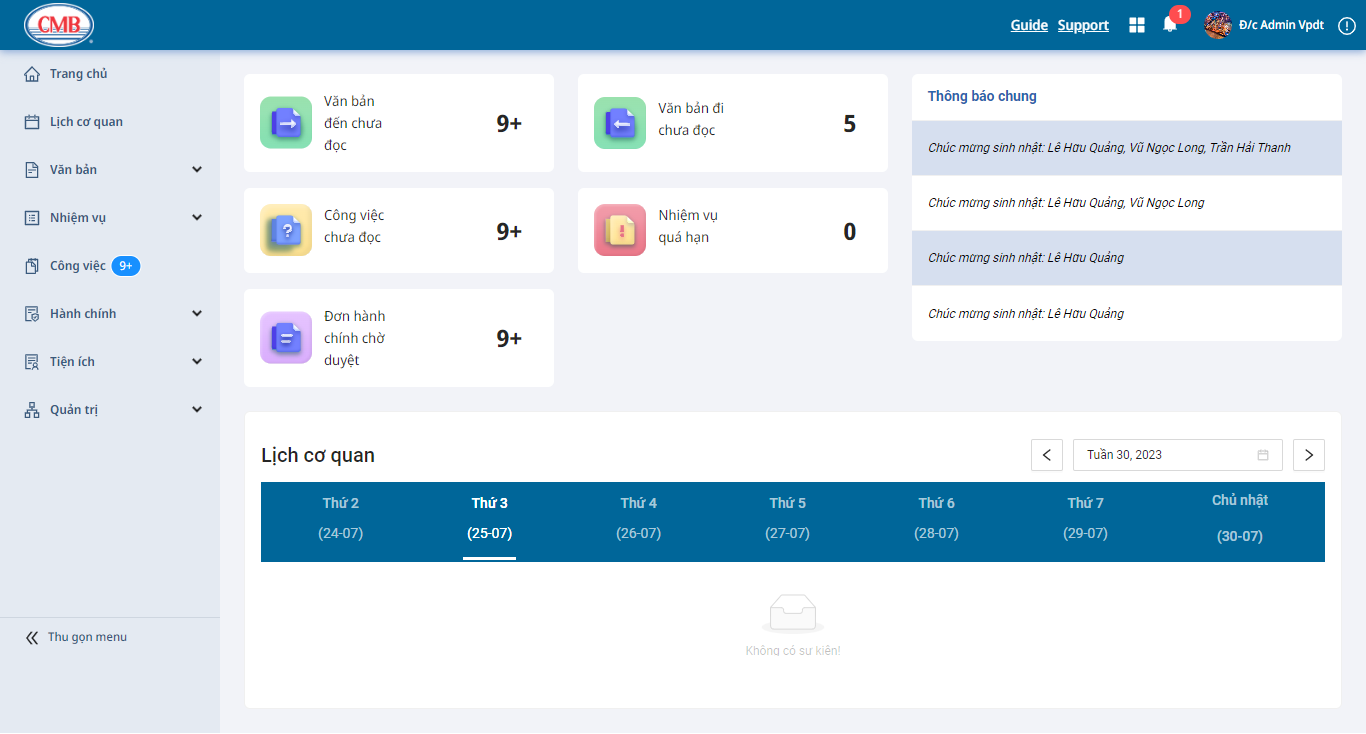 CMB
Guide
Support
1
Đ/c Admin Vpdt
Trang chủ
Lịch cơ quan
Văn bản
Nhiệm vụ
Công việc
9+
Hành chính
Tiện ích
Quản trị
Thu gọn menu
Văn bản
đến chưa
đọc
9+
Văn bản đi
chưa đọc
5
Công việc
chưa đọc
9+
Nhiệm vụ
quá hạn
0
Đơn hành
chính chờ
duyệt
9+
Thông báo chung
Chúc mừng sinh nhật: Lê Hữu Quảng, Vũ Ngọc Long, Trần Hải Thanh
Chúc mừng sinh nhật: Lê Hữu Quảng, Vũ Ngọc Long
Chúc mừng sinh nhật: Lê Hữu Quảng
Chúc mừng sinh nhật: Lê Hữu Quảng
Lịch cơ quan
Tuần 30, 2023
Thứ 2
(24-07)
Thứ 3
(25-07)
Thứ 4
(26-07)
Thứ 5
(27-07)
Thứ 6
(28-07)
Thứ 7
(29-07)
Chủ nhật
(30-07)
Không có sự kiện!